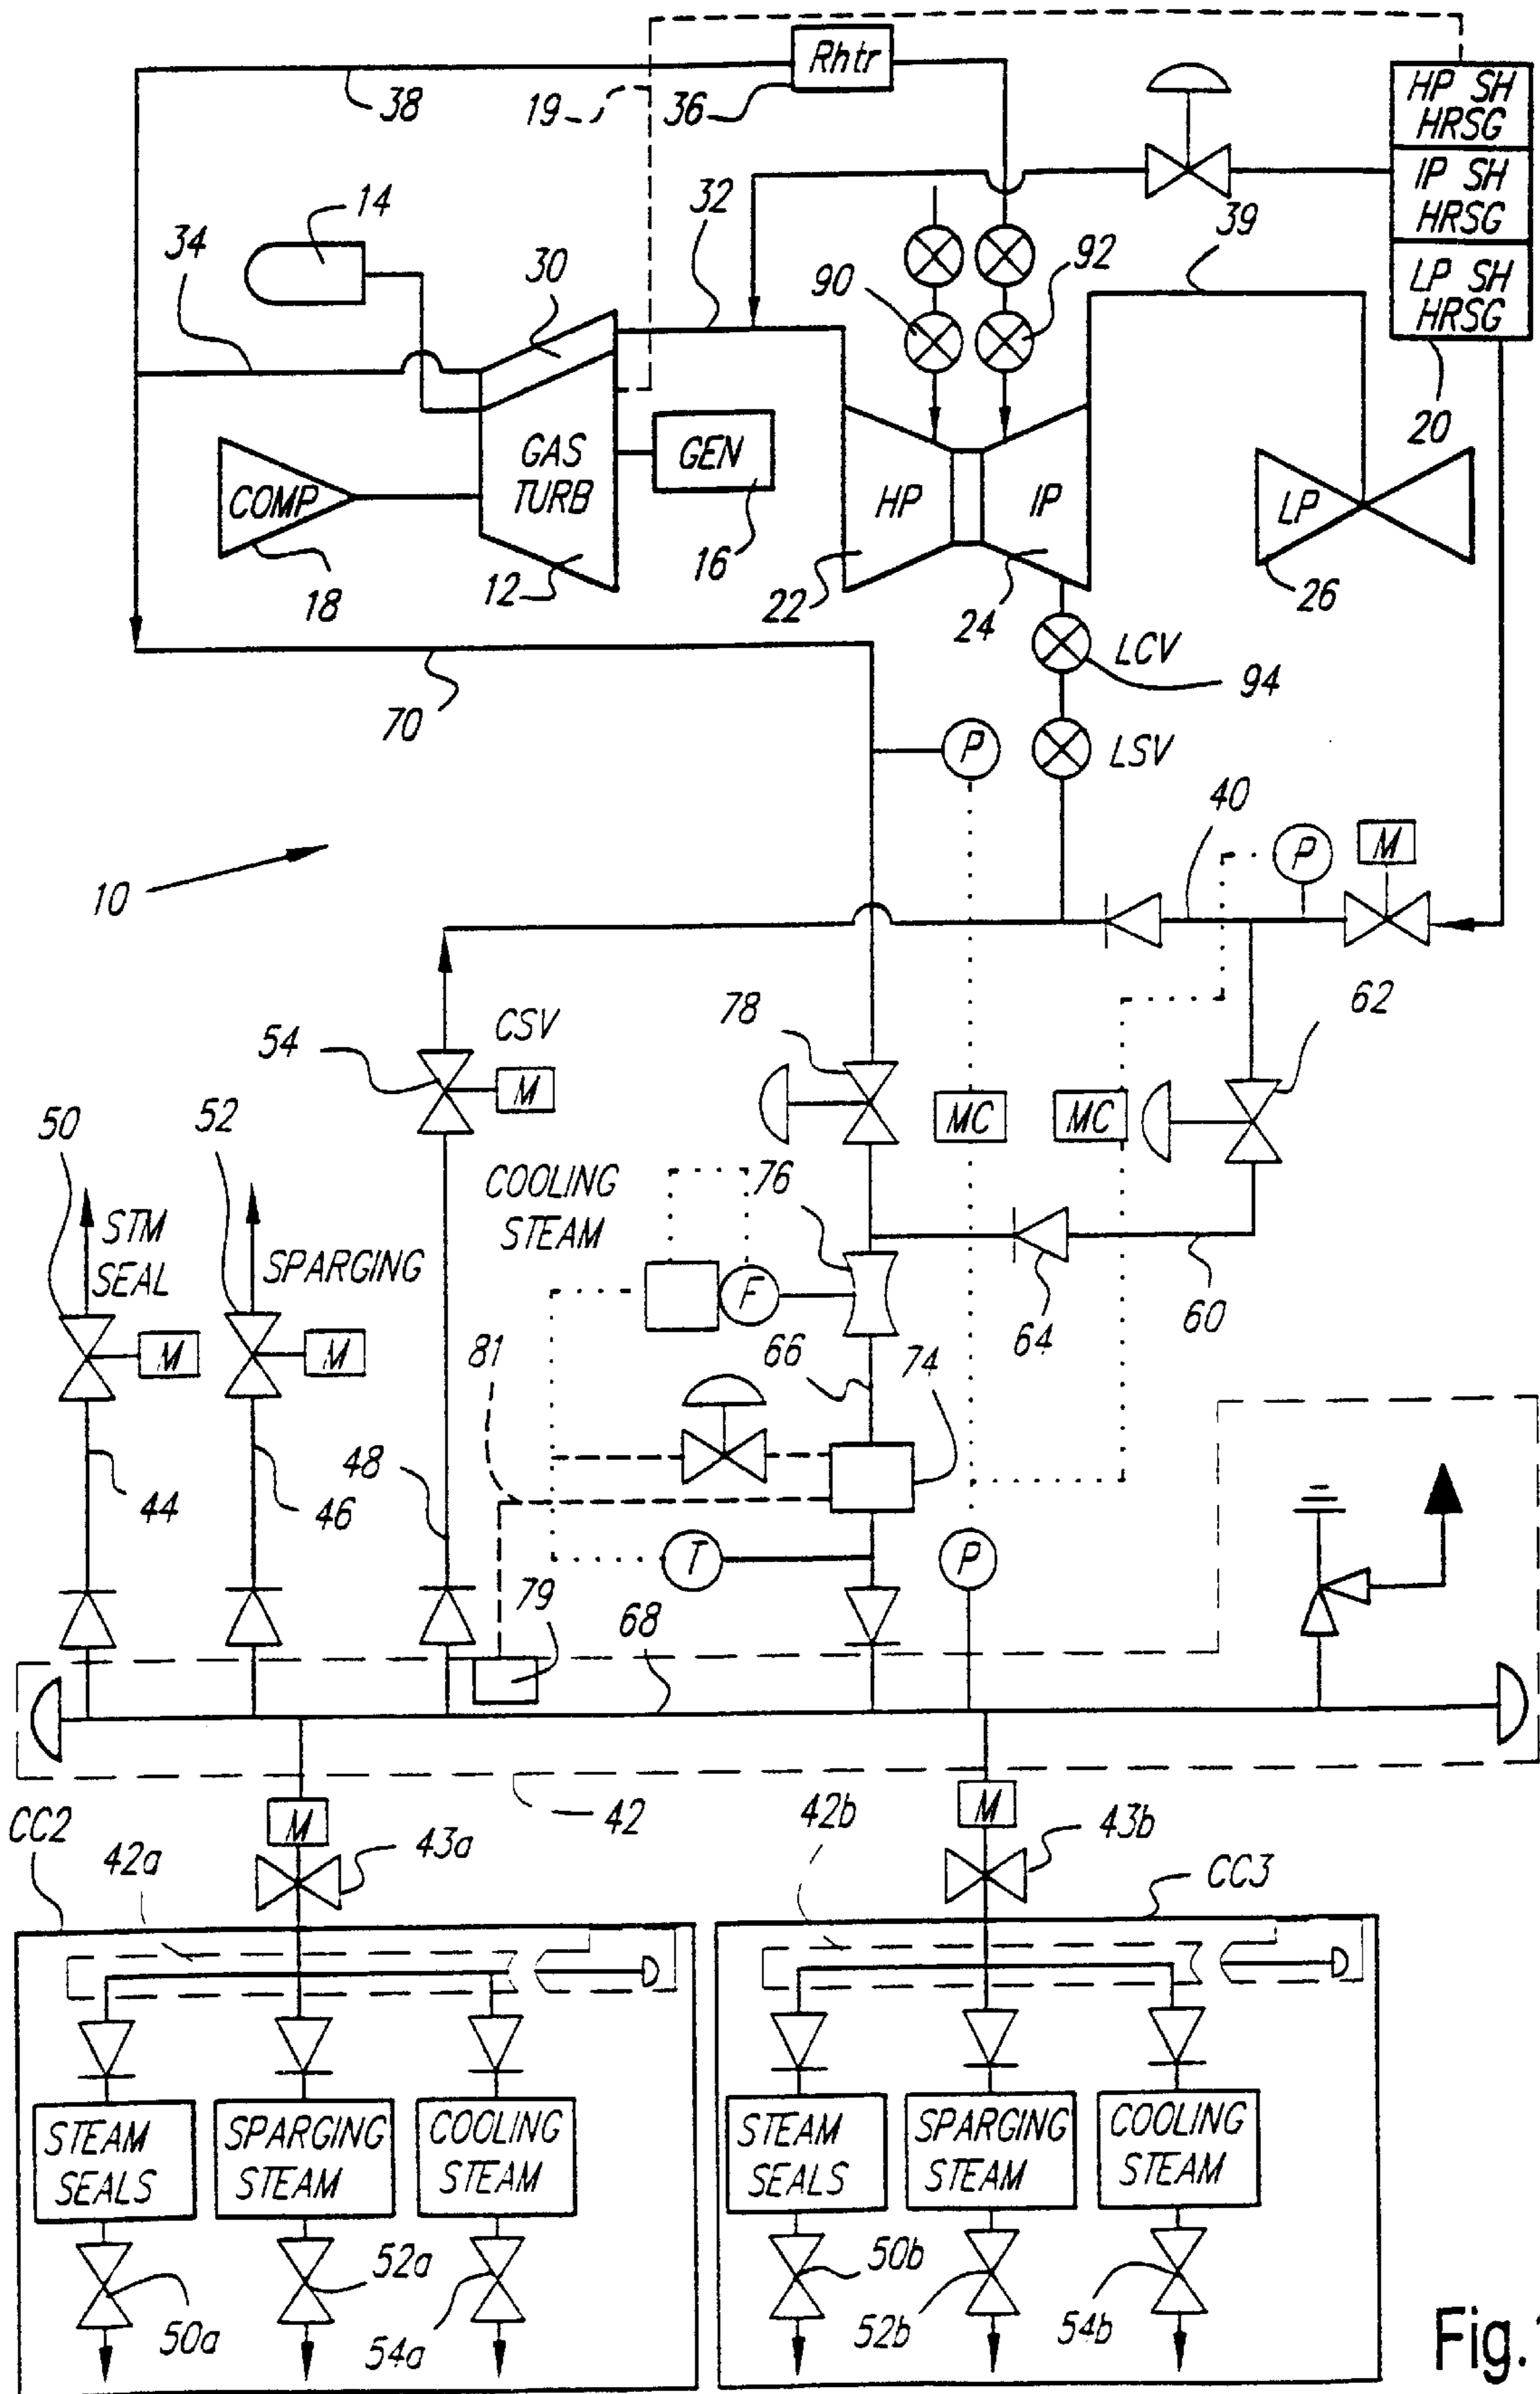 Rhtr
HP SH
HRSG
IP SH
HRSG
LP SH
HRSG
38
19
36
14
34
30
32
39
90
92
20
GAS
TURB
GEN
COMP
HP
IP
LP
18
12
16
22
24
26
LCV
94
70
P
LSV
40
P
M
10
54
CSV
M
78
62
MC
MC
50
52
COOLING
STEAM
76
STM
SEAL
SPARGING
F
M
M
81
66
74
64
60
44
46
48
T
P
79
68
CC2
42a
M
43a
42
42b
M
43b
CC3
STEAM
SEALS
SPARGING
STEAM
COOLING
STEAM
STEAM
SEALS
SPARGING
STEAM
COOLING
STEAM
50a
52a
54a
50b
52b
54b
Fig.